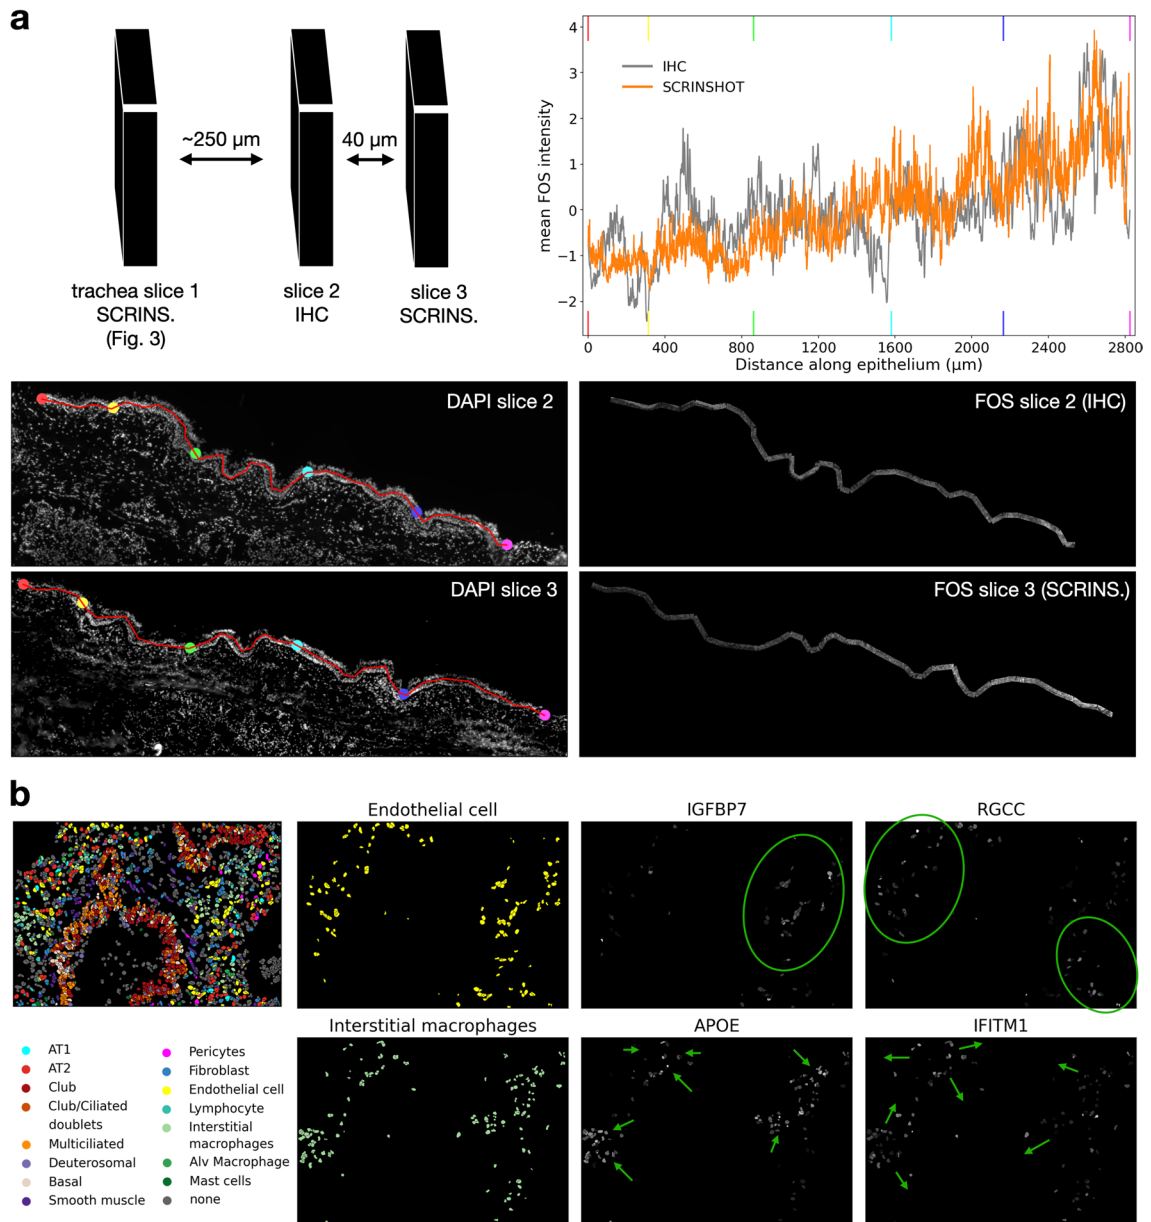 a
~250 µm
40 µm
trachea slice 1
SCRINS.
(Fig. 3)
slice 2
IHC
slice 3
SCRINS.
mean FOS intensity
4
3
2
1
0
−1
−2
IHC
SCRINSHOT
0
400
800
1200
1600
2000
2400
2800
Distance along epithelium (µm)
DAPI slice 2
FOS slice 2 (IHC)
DAPI slice 3
FOS slice 3 (SCRINS.)
b
Endothelial cell
IGFBP7
RGCC
Interstitial macrophages
APOE
IFITM1
AT1
AT2
Club
Club/Ciliated
doublets
Multiciliated
Deuterosomal
Basal
Smooth muscle
Pericytes
Fibroblast
Endothelial cell
Lymphocyte
Interstitial
macrophages
Alv Macrophage
Mast cells
none